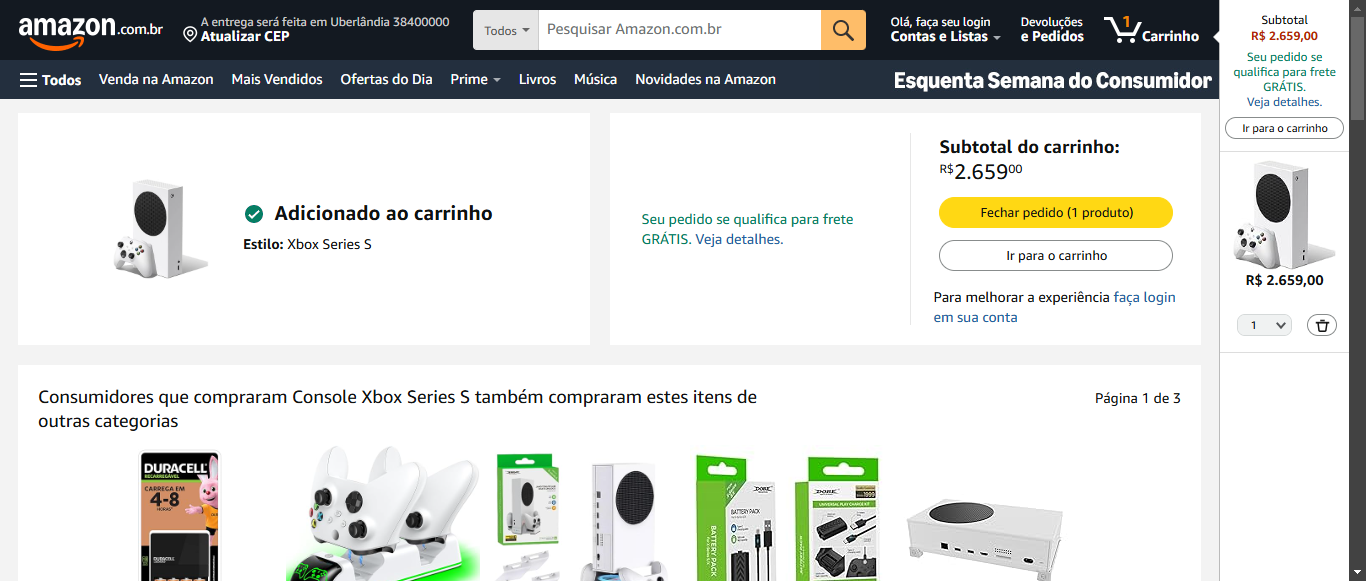 amazon.com.br
A entrega será feita em Uberlândia 38400000
Atualizar CEP
Todos
Pesquisar Amazon.com.br
Olá, faça seu login
Contas e Listas
Devoluções
e Pedidos
1
Carrinho
Subtotal
R$ 2.659,00
Seu pedido se
qualifica para frete
GRÁTIS.
Veja detalhes.
Ir para o carrinho
R$ 2.659,00
1
Todos
Venda na Amazon
Mais Vendidos
Ofertas do Dia
Prime
Livros
Música
Novidades na Amazon
Esquenta Semana do Consumidor
Adicionado ao carrinho
Estilo: Xbox Series S
Seu pedido se qualifica para frete
GRÁTIS. Veja detalhes.
Subtotal do carrinho:
R$2.65900
Fechar pedido (1 produto)
Ir para o carrinho
Para melhorar a experiência faça login
em sua conta
Consumidores que compraram Console Xbox Series S também compraram estes itens de
outras categorias
Página 1 de 3
DURACELL
RECARREGÁVEL
CARREGA EM
4-8
HORAS*
DURACELL
DOBE
BATTERY PACK
BATTERY PACK
DOBE
UNIVERSAL PLAY CHARGE KIT